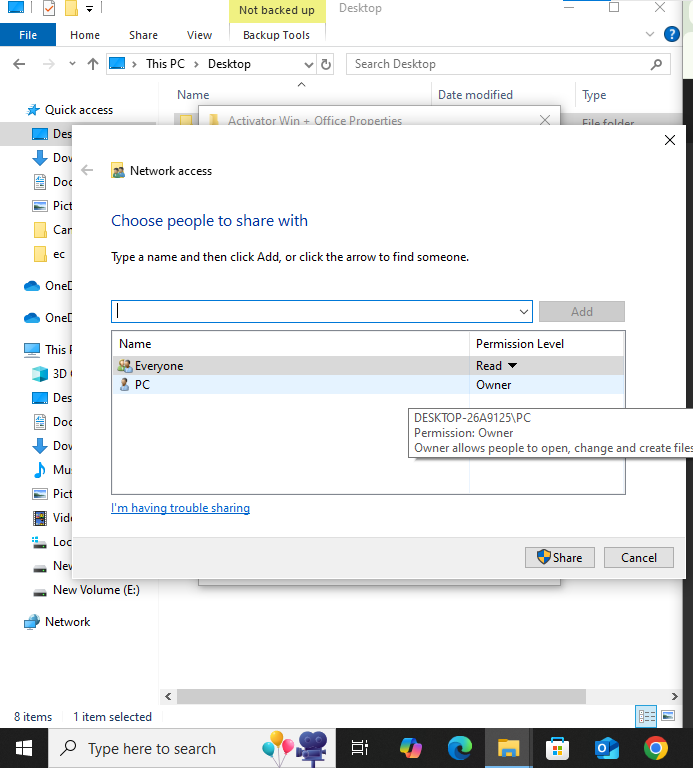 Not backed up
Desktop
File
Home
Share
View
Backup Tools
This PC
Desktop
Search Desktop
Quick access
Name
Date modified
Type
Activator Win + Office Properties
File folder
Des
Dow
Doc
Pict
Can
ec
OneD
OneD
This P
3D
Des
Doc
Dow
Mus
Pict
Vide
Loc
New
New Volume (E:)
Network
Network access
Choose people to share with
Type a name and then click Add, or click the arrow to find someone.
Add
Name
Permission Level
Everyone
Read
PC
Owner
DESKTOP-26A9125\PC
Permission: Owner
Owner allows people to open, change and create files
I'm having trouble sharing
Share
Cancel
8 items
1 item selected
Type here to search